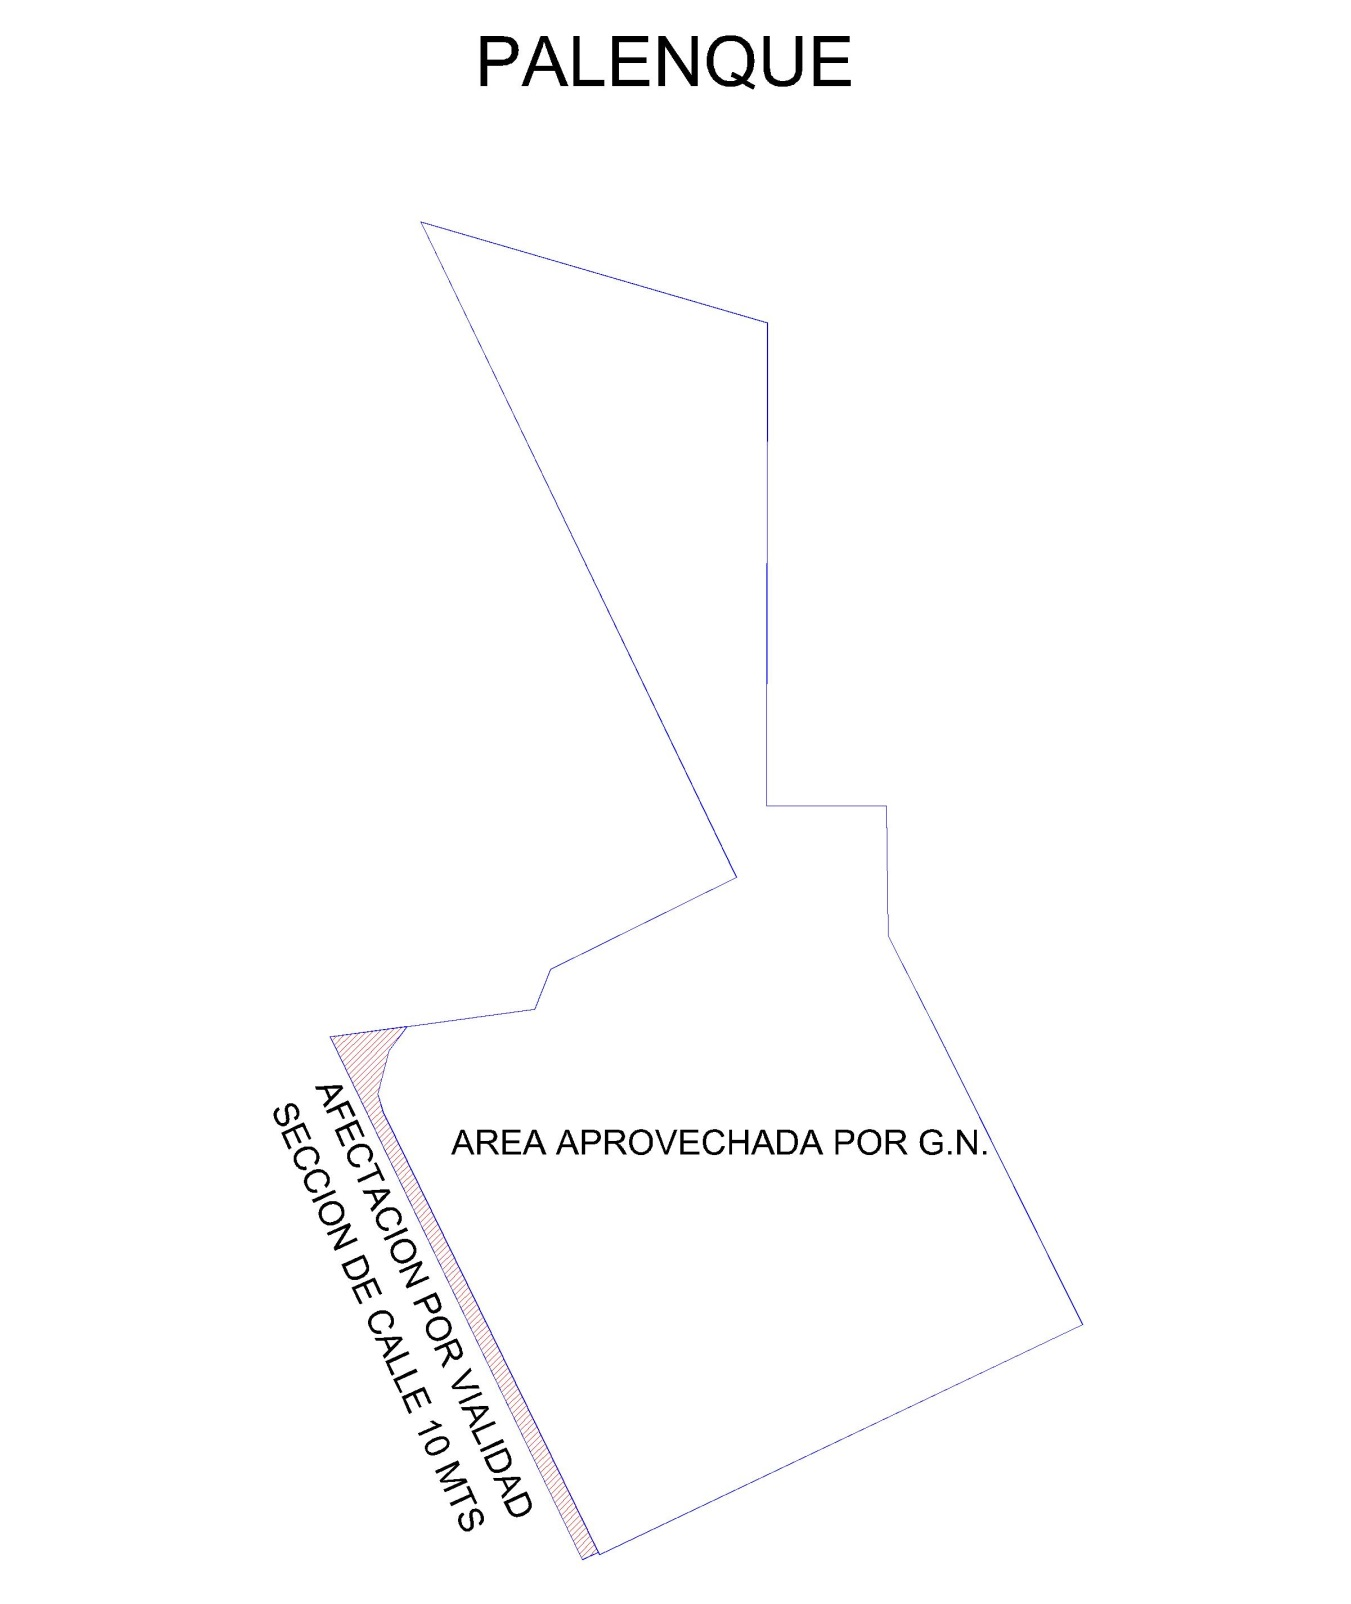 PALENQUE
AREA APROVECHADA POR G.N.
AFECTACION POR VIALIDAD
SECCION DE CALLE 10 MTS